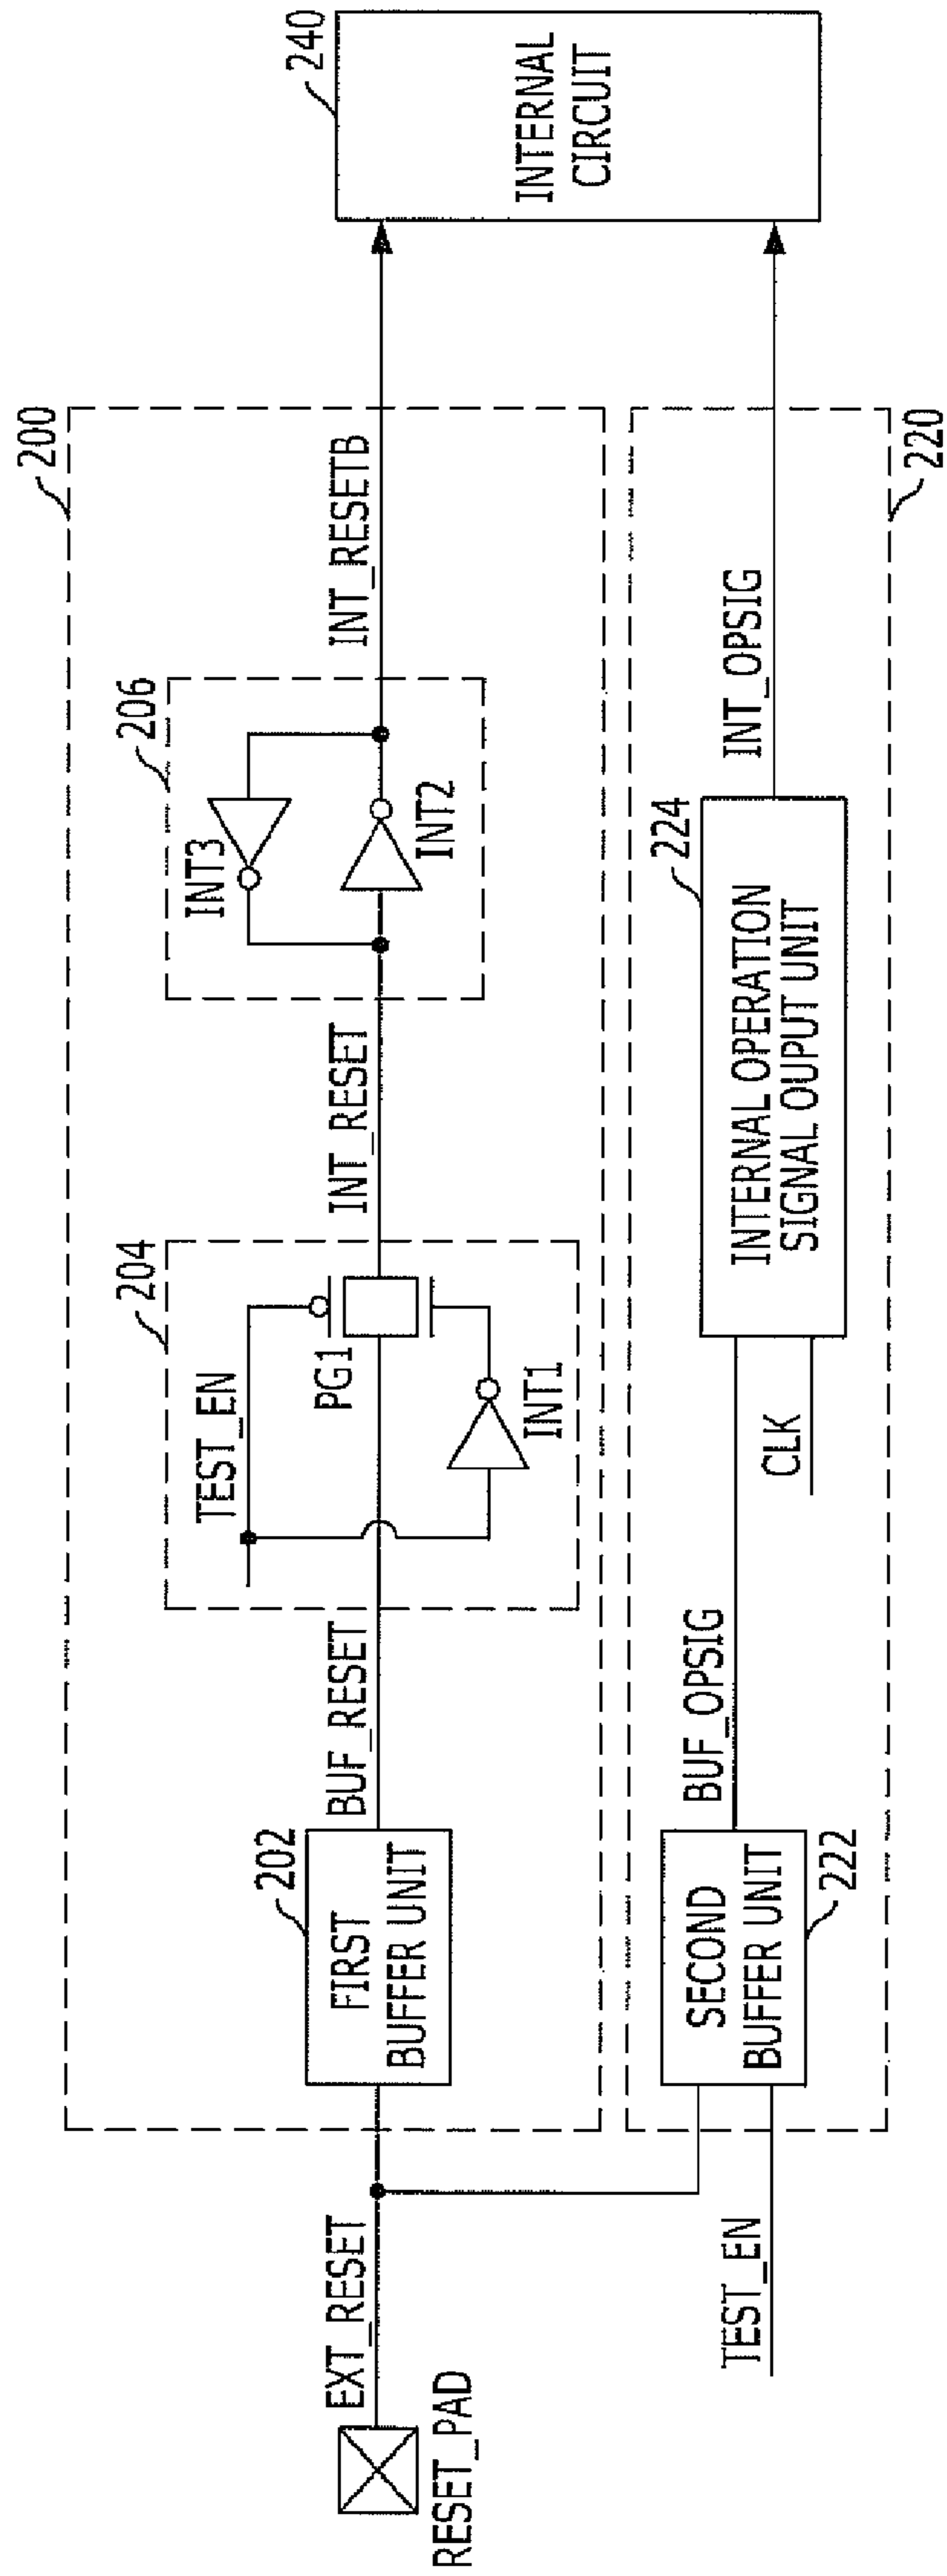 200
206
204
INT3
TEST_EN
PG1
INT1
INT2
EXT_RESET
RESET_PAD
202
FIRST
BUFFER UNIT
BUF_RESET
INT_RESET
INT_RESETB
240
INTERNAL
CIRCUIT
TEST_EN
SECOND
BUFFER UNIT
222
BUF_OPSIG
CLK
224
INTERNAL OPERATION
SIGNAL OUPUT UNIT
INT_OPSIG
220